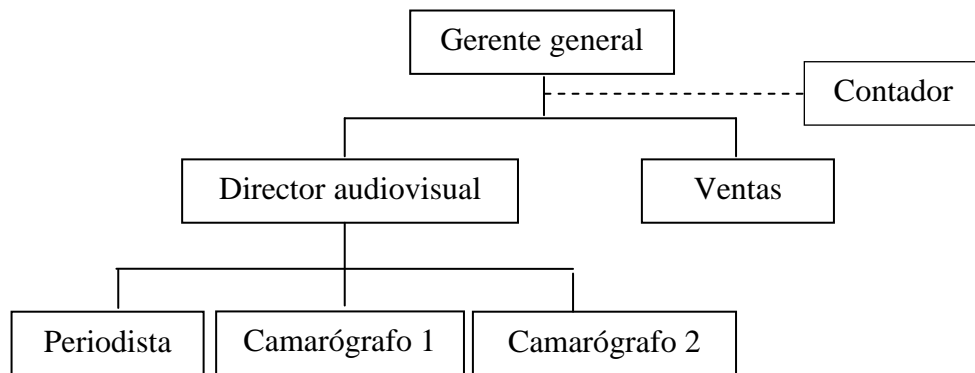 Gerente general
Contador
Director audiovisual
Ventas
Periodista
Camarógrafo 1
Camarógrafo 2